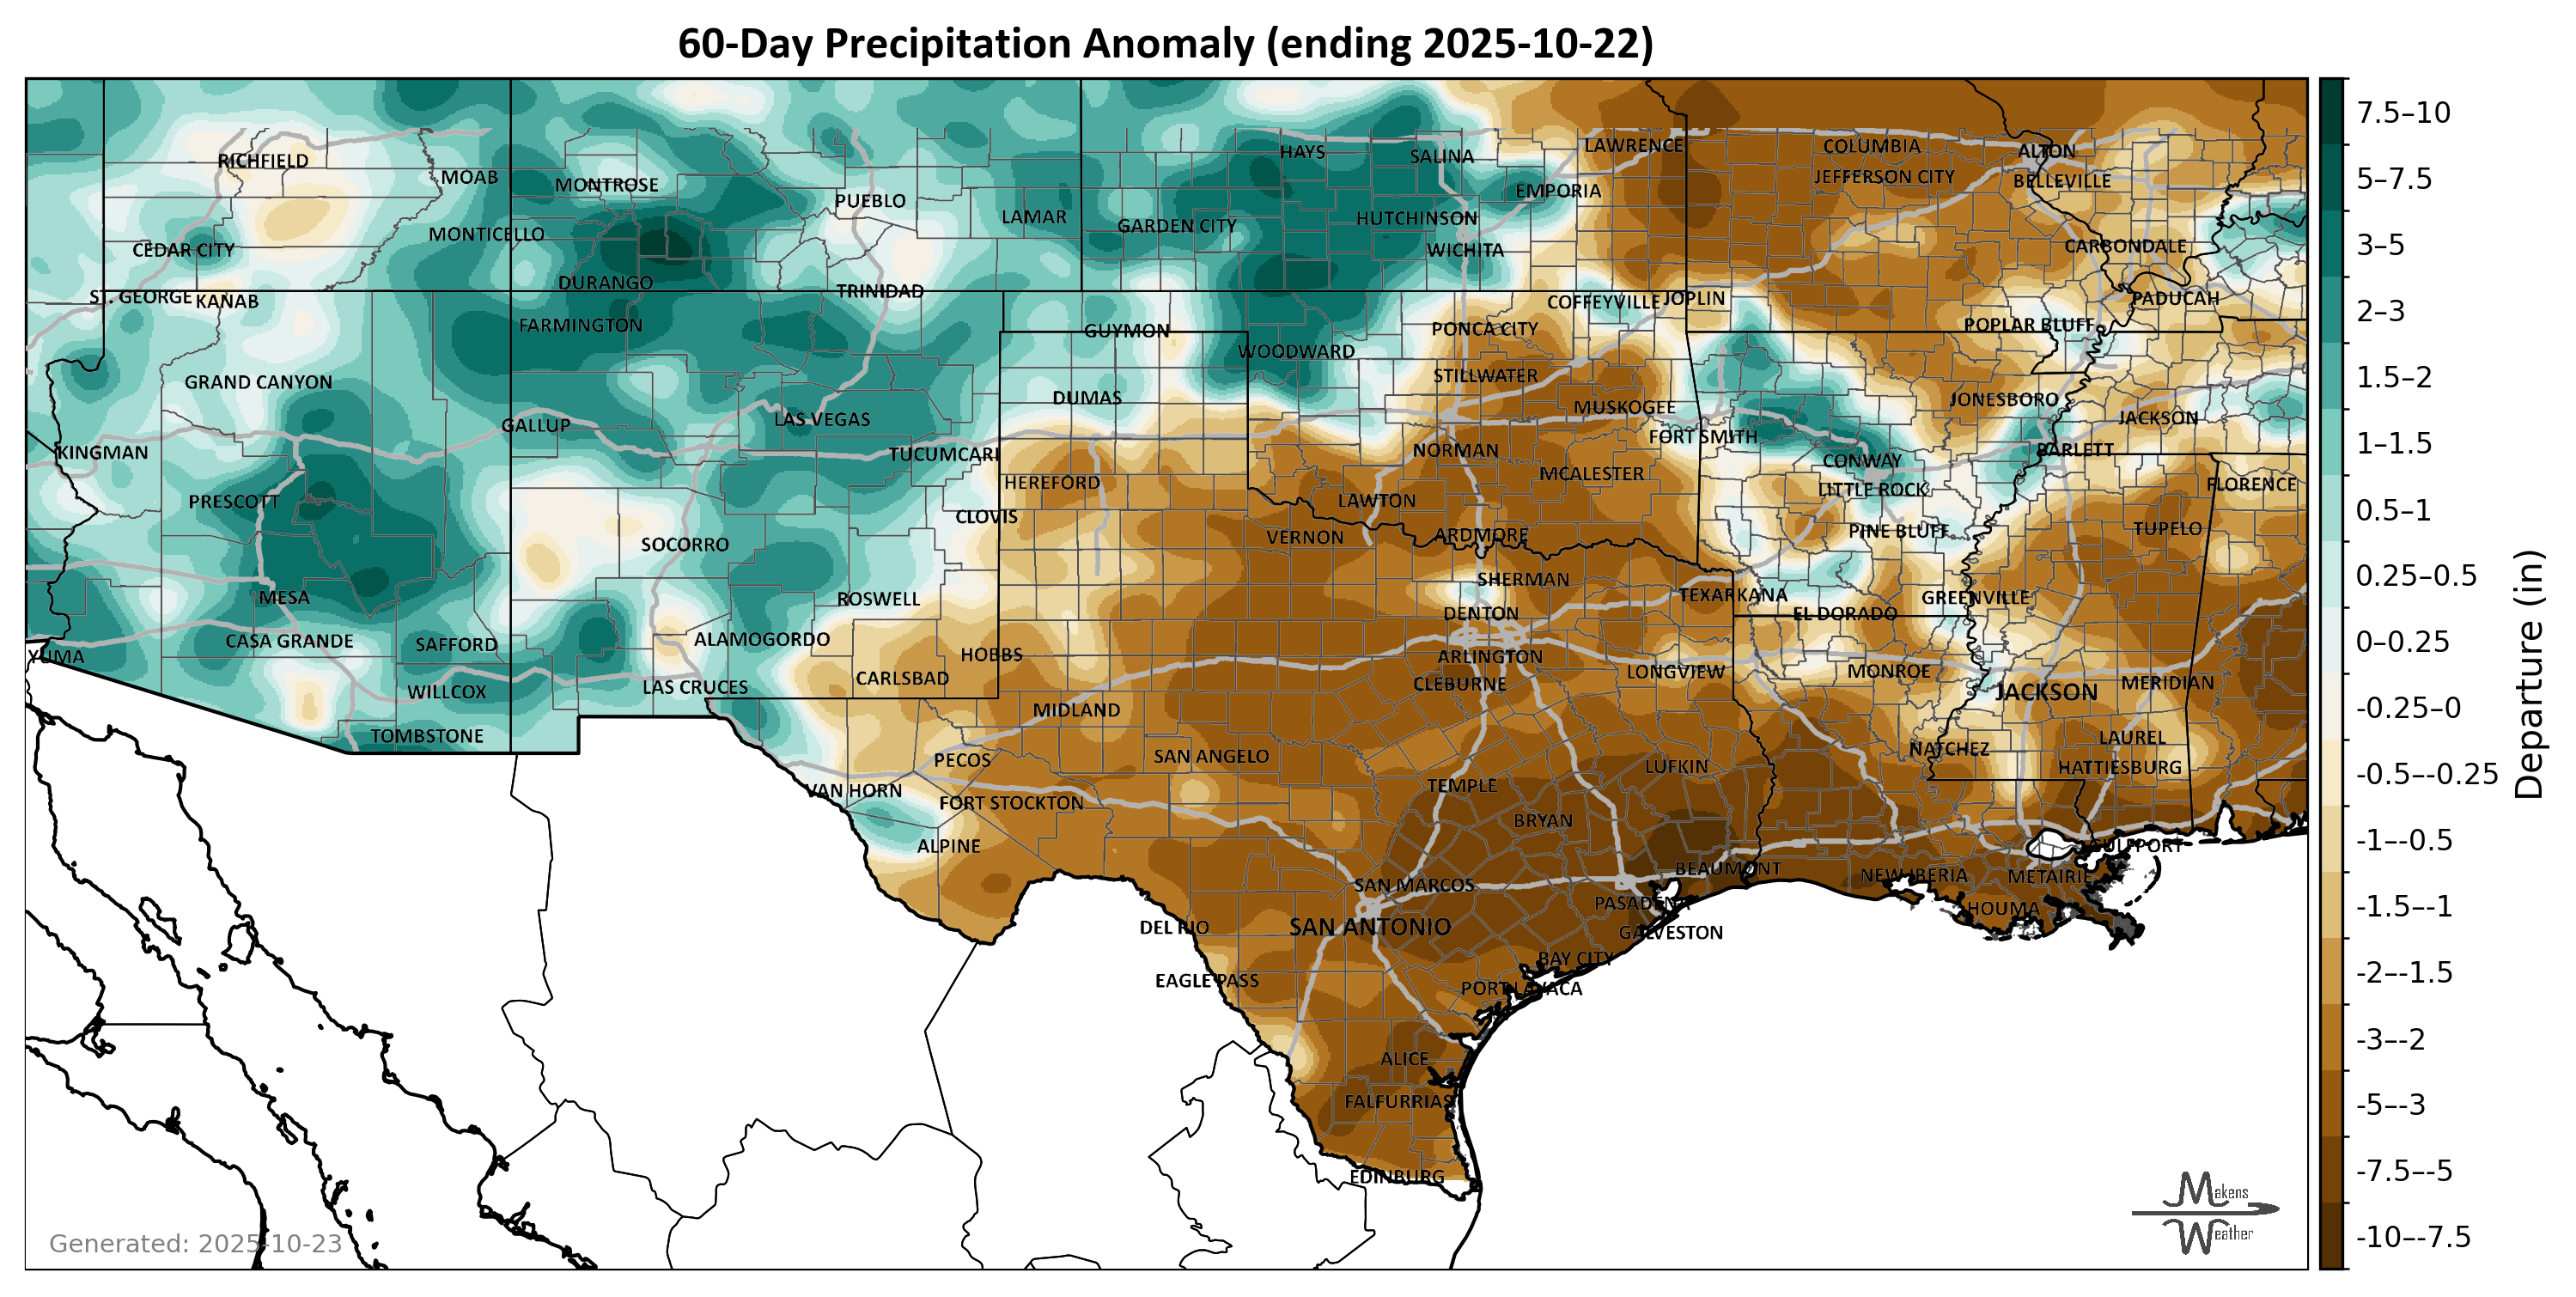 60-Day Precipitation Anomaly (ending 2025-10-22)
HAYS
SALINA
LAWRENCE
COLUMBIA
ALTON
RICHFIELD
MOAB
MONTROSE
JEFFERSON CITY
BELLEVILLE
PUEBLO
EMPORIA
LAMAR
GARDEN CITY
HUTCHINSON
MONTICELLO
CEDAR CITY
WICHITA
CARBONDALE
DURANGO
TRINIDAD
ST. GEORGE
KANAB
COFFEYVILLE
JOPLIN
PADUCAH
FARMINGTON
GUYMON
PONCA CITY
POPLAR BLUFF
WOODWARD
GRAND CANYON
STILLWATER
DUMAS
MUSKOGEE
JONESBORO
GALLUP
LAS VEGAS
JACKSON
FORT SMITH
KINGMAN
TUCUMCARI
NORMAN
BARLETT
CONWAY
HEREFORD
MCALESTER
LITTLE ROCK
FLORENCE
PRESCOTT
LAWTON
CLOVIS
VERNON
ARDMORE
PINE BLUFF
TUPELO
SOCORRO
SHERMAN
MESA
ROSWELL
TEXARKANA
GREENVILLE
DENTON
EL DORADO
CASA GRANDE
SAFFORD
ALAMOGORDO
YUMA
HOBBS
ARLINGTON
LONGVIEW
MONROE
CARLSBAD
CLEBURNE
MERIDIAN
WILLCOX
LAS CRUCES
JACKSON
MIDLAND
TOMBSTONE
LAUREL
NATCHEZ
PECOS
SAN ANGELO
LUFKIN
HATTIESBURG
VAN HORN
FORT STOCKTON
TEMPLE
BRYAN
ALPINE
GULFPORT
BEAUMONT
SAN MARCOS
NEW IBERIA
METAIRIE
PASADENA
HOUMA
DEL RIO
SAN ANTONIO
GALVESTON
BAY CITY
EAGLE PASS
PORT LAVACA
ALICE
FALFURRIAS
EDINBURG
Generated: 2025-10-23
Makens
Weather
7.5–10
5–7.5
3–5
2–3
1.5–2
1–1.5
0.5–1
0.25–0.5
0–0.25
-0.25–0
-0.5–-0.25
-1–-0.5
-1.5–-1
-2–-1.5
-3–-2
-5–-3
-7.5–-5
-10–-7.5
Departure (in)